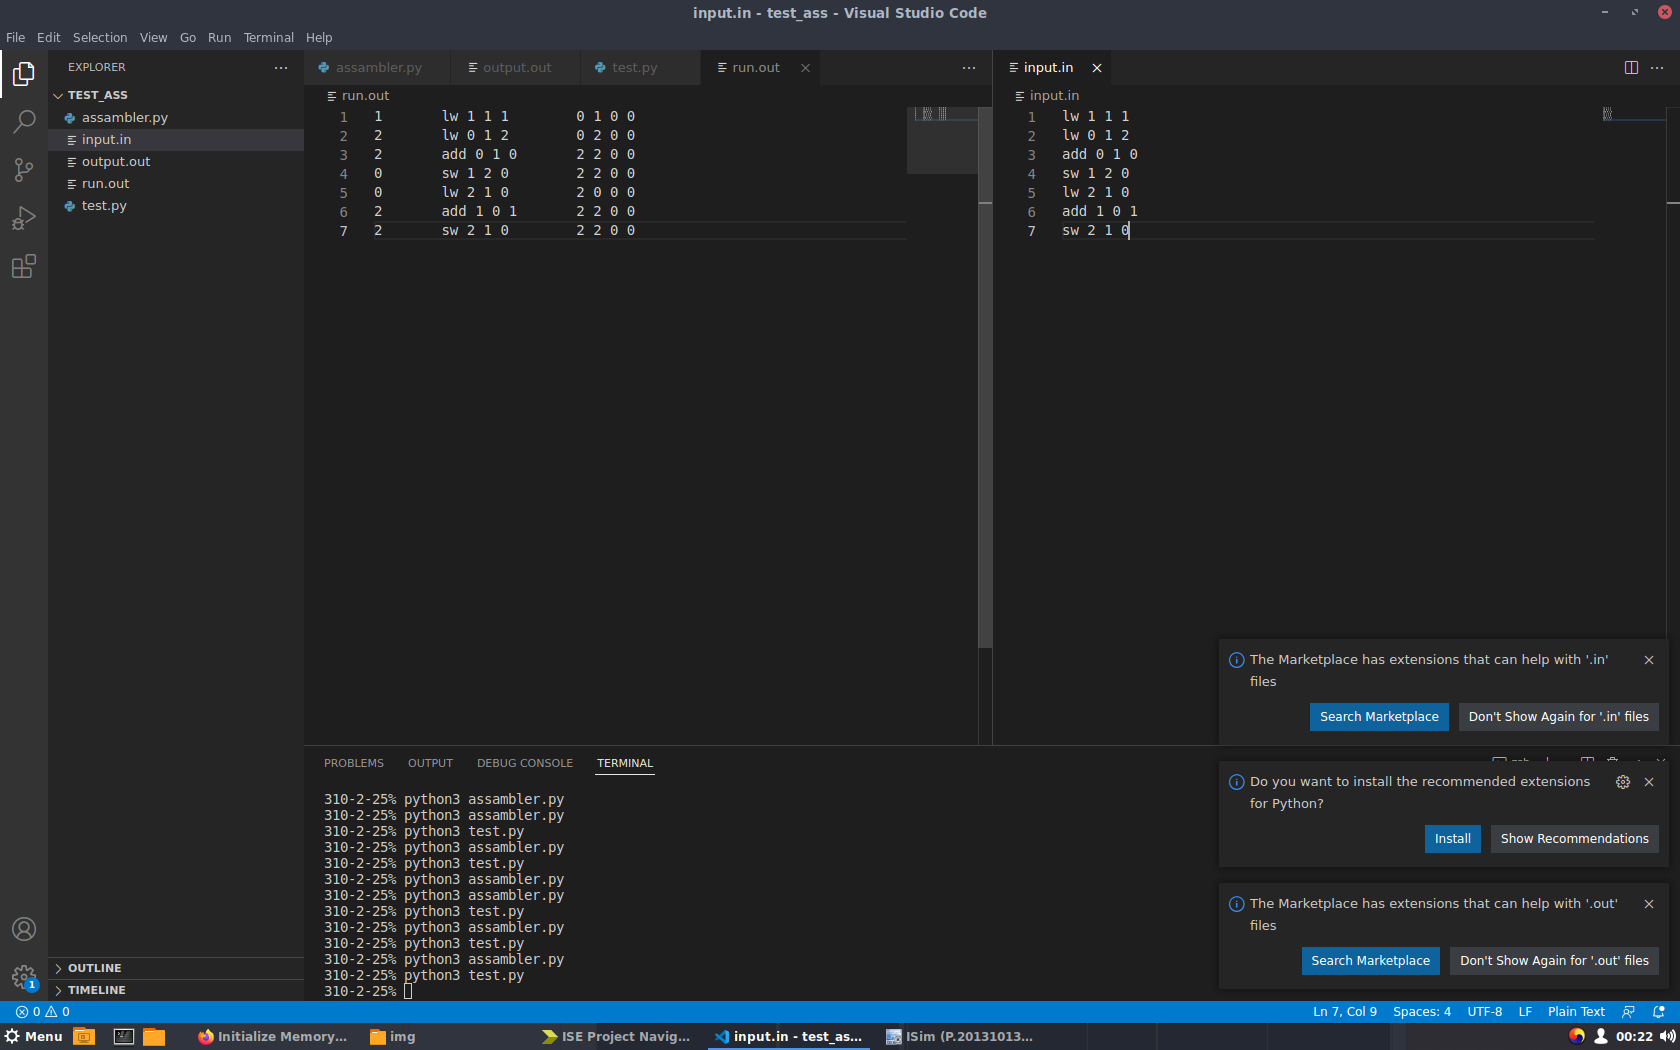 input.in - test_ass - Visual Studio Code
File Edit Selection View Go Run Terminal Help
EXPLORER
TEST_ASS
assambler.py
input.in
output.out
run.out
test.py
OUTLINE
TIMELINE
1
assambler.py output.out test.py run.out
run.out
1 1 lw 1 1 1 0 1 0 0
2 2 lw 0 1 2 0 2 0 0
3 2 add 0 1 0 2 2 0 0
4 0 sw 1 2 0 2 2 0 0
5 0 lw 2 1 0 2 0 0 0
6 2 add 1 0 1 2 2 0 0
7 2 sw 2 1 0 2 2 0 0
input.in
input.in
1 lw 1 1 1
2 lw 0 1 2
3 add 0 1 0
4 sw 1 2 0
5 lw 2 1 0
6 add 1 0 1
7 sw 2 1 0
PROBLEMS OUTPUT DEBUG CONSOLE TERMINAL
310-2-25% python3 assambler.py
310-2-25% python3 assambler.py
310-2-25% python3 test.py
310-2-25% python3 assambler.py
310-2-25% python3 test.py
310-2-25% python3 assambler.py
310-2-25% python3 assambler.py
310-2-25% python3 test.py
310-2-25% python3 assambler.py
310-2-25% python3 test.py
310-2-25% python3 assambler.py
310-2-25% python3 test.py
310-2-25%
The Marketplace has extensions that can help with '.in'
files
Search Marketplace Don't Show Again for '.in' files
Do you want to install the recommended extensions
for Python?
Install Show Recommendations
The Marketplace has extensions that can help with '.out'
files
Search Marketplace Don't Show Again for '.out' files
0 0 Ln 7, Col 9 Spaces: 4 UTF-8 LF Plain Text
Menu Initialize Memory... img ISE Project Navig... input.in - test_as... ISim (P.20131013... 00:22